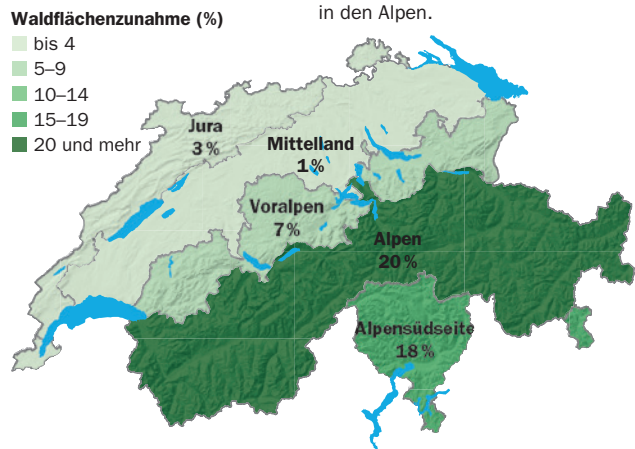 in den Alpen.
Waldflächenzunahme (%)
bis 4
5–9
10–14
15–19
20 und mehr
Jura
3 %
Mittelland
1 %
Voralpen
7 %
Alpen
20 %
Alpensüdseite
18 %